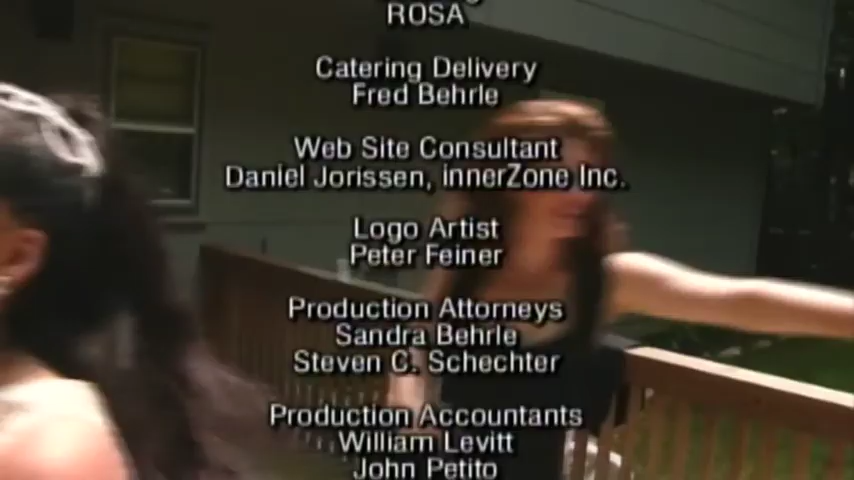 ROSA
Catering Delivery
Fred Behrle
Web Site Consultant
Daniel Jorissen, innerZone Inc.
Logo Artist
Peter Feiner
Production Attorneys
Sandra Behrle
Steven C. Schechter
Production Accountants
William Levitt
John Petito